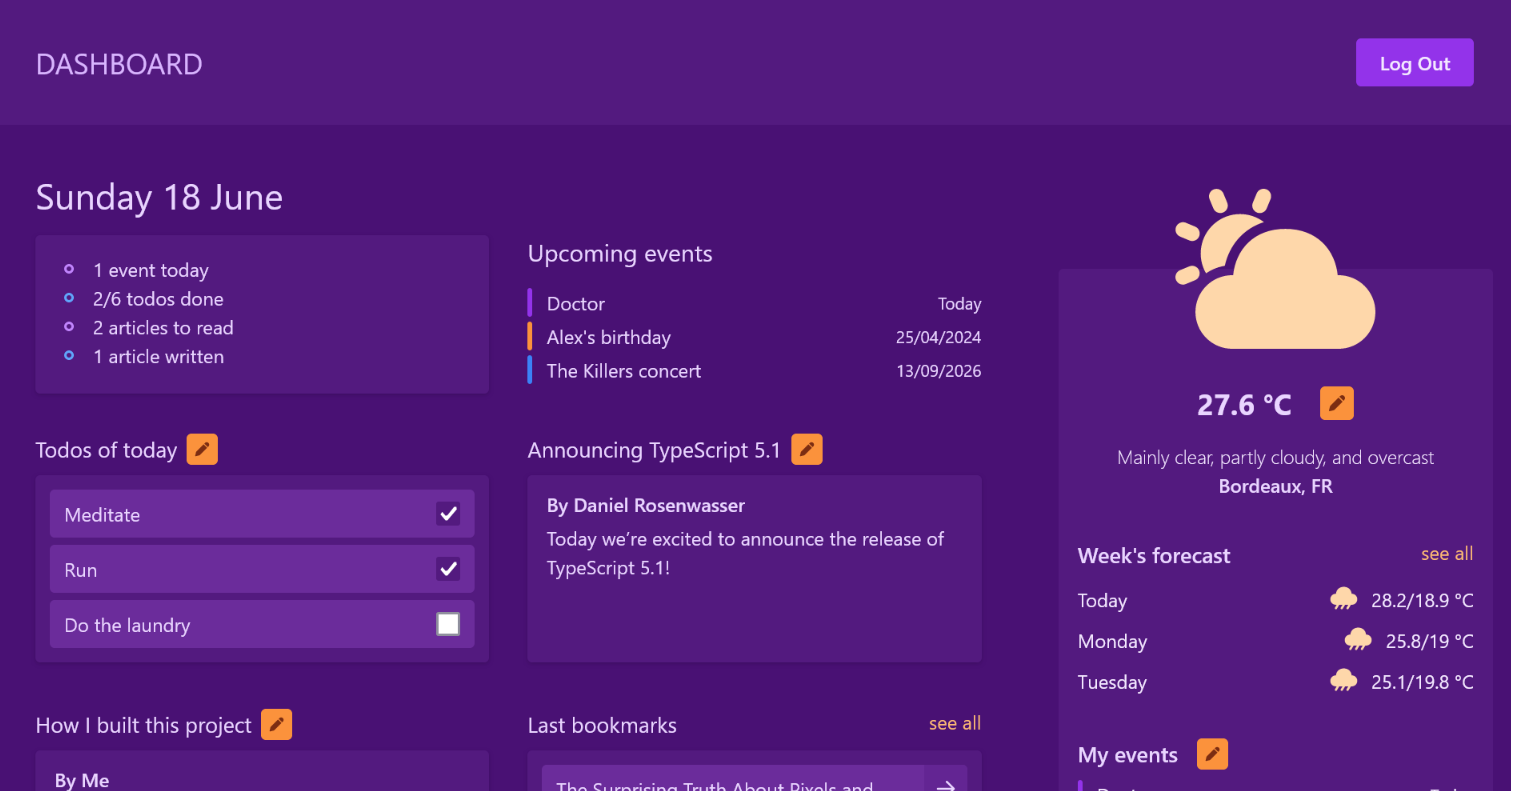 DASHBOARD
Log Out
Sunday 18 June
1 event today
2/6 todos done
2 articles to read
1 article written
Upcoming events
Doctor Today
Alex's birthday 25/04/2024
The Killers concert 13/09/2026
Todos of today
Meditate
Run
Do the laundry
Announcing TypeScript 5.1
By Daniel Rosenwasser
Today we’re excited to announce the release of
TypeScript 5.1!
How I built this project
By Me
Last bookmarks see all
The Surprising Truth About Pixels and
27.6 °C
Mainly clear, partly cloudy, and overcast
Bordeaux, FR
Week's forecast see all
Today 28.2/18.9 °C
Monday 25.8/19 °C
Tuesday 25.1/19.8 °C
My events